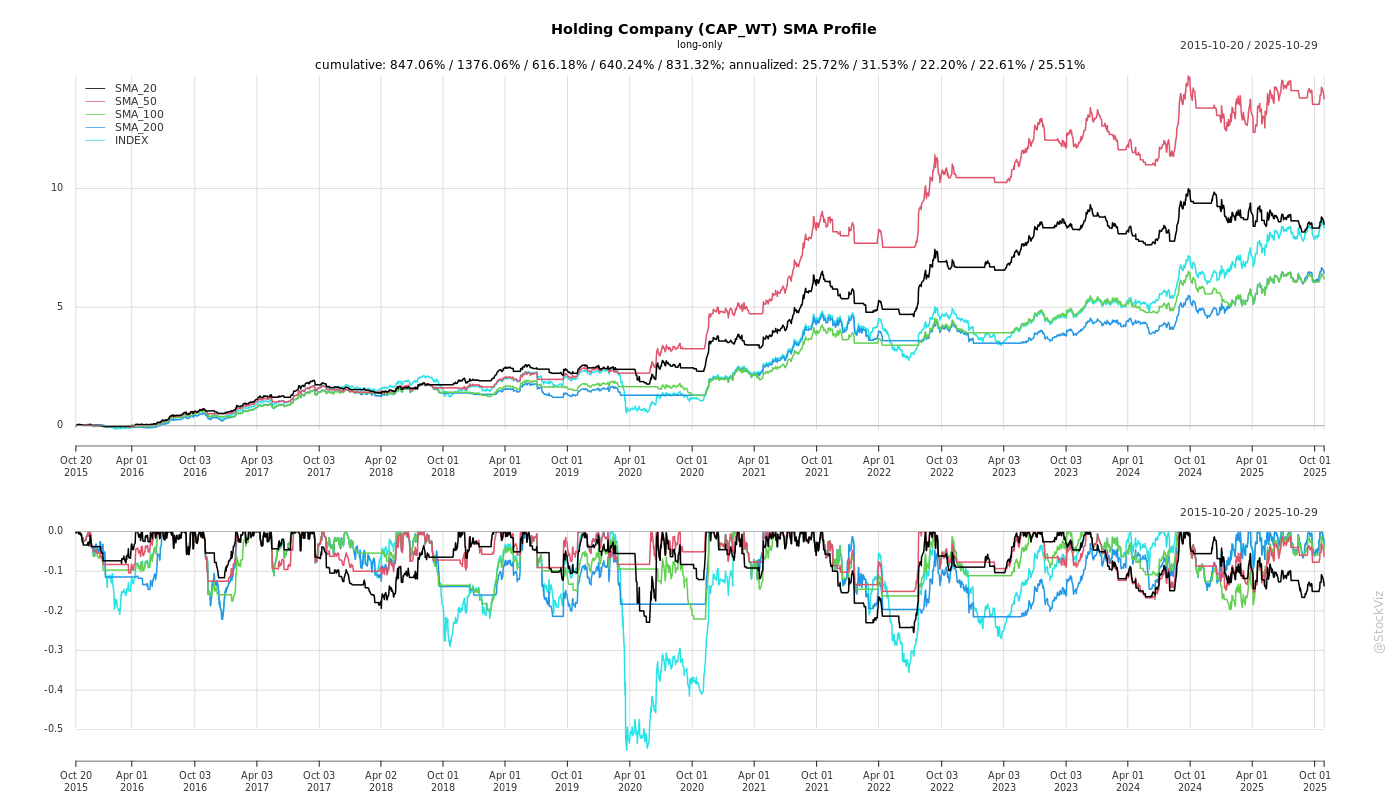 Holding Company (CAP_WT) SMA Profile
long-only
2015-10-20 / 2025-10-29
cumulative: 847.06% / 1376.06% / 616.18% / 640.24% / 831.32%; annualized: 25.72% / 31.53% / 22.20% / 22.61% / 25.51%
SMA_20
SMA_50
SMA_100
SMA_200
INDEX
10
5
0
Oct 20 Apr 01 Oct 03 Apr 03 Oct 03 Apr 02 Oct 01 Apr 01 Oct 01 Apr 01 Oct 01 Apr 01 Oct 01 Apr 01 Oct 03 Apr 03 Oct 03 Apr 01 Oct 01 Apr 01 Oct 01
2015 2016 2016 2017 2017 2018 2018 2019 2019 2020 2020 2021 2021 2022 2022 2023 2023 2024 2024 2025 2025
2015-10-20 / 2025-10-29
0.0
-0.1
-0.2
-0.3
-0.4
-0.5
Oct 20 Apr 01 Oct 03 Apr 03 Oct 03 Apr 02 Oct 01 Apr 01 Oct 01 Apr 01 Oct 01 Apr 01 Oct 01 Apr 01 Oct 03 Apr 03 Oct 03 Apr 01 Oct 01 Apr 01 Oct 01
2015 2016 2016 2017 2017 2018 2018 2019 2019 2020 2020 2021 2021 2022 2022 2023 2023 2024 2024 2025 2025
@StockViz